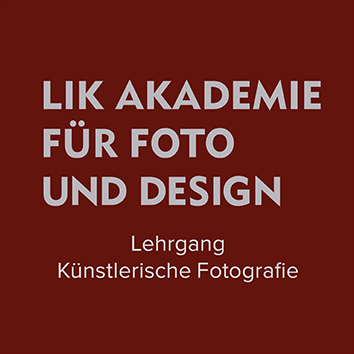 LIK AKADEMIE
FÜR FOTO
UND DESIGN
Lehrgang
Künstlerische Fotografie